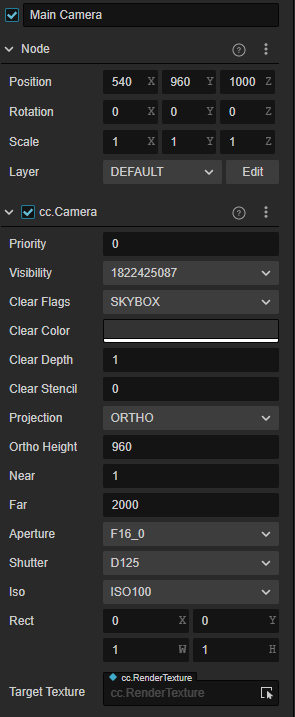 Main Camera
Node
Position 540 X 960 Y 1000 Z
Rotation 0 X 0 Y 0 Z
Scale 1 X 1 Y 1 Z
Layer DEFAULT Edit
cc.Camera
Priority 0
Visibility 1822425087
Clear Flags SKYBOX
Clear Color
Clear Depth 1
Clear Stencil 0
Projection ORTHO
Ortho Height 960
Near 1
Far 2000
Aperture F16_0
Shutter D125
Iso ISO100
Rect 0 X 0 Y
1 W 1 H
cc.RenderTexture
Target Texture cc.RenderTexture